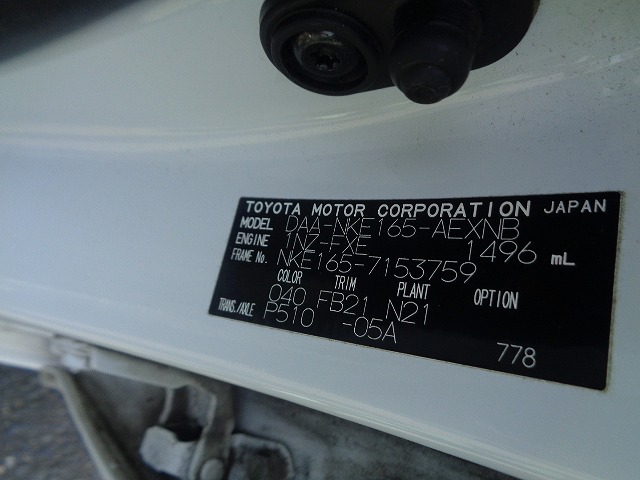 TOYOTA MOTOR CORPORATION JAPAN
MODEL DAA-NKE165-AEXNB
ENGINE 1NZ-FXE 1496 mL
FRAME No. NKE165-7153759
COLOR TRIM PLANT OPTION
040 FB21 N21
TRANS./AXLE P510 -05A
778